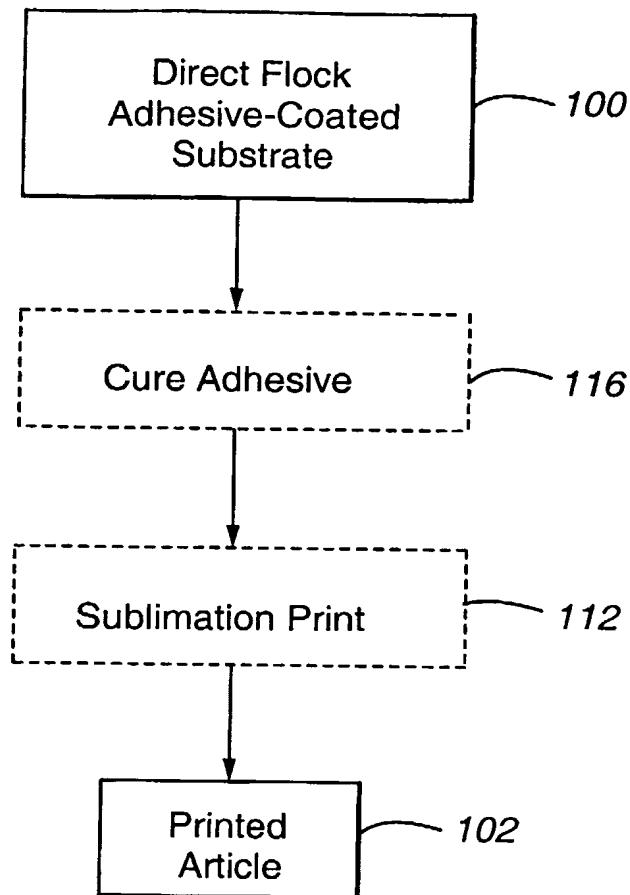 Direct Flock
Adhesive-Coated
Substrate
100
Cure Adhesive
116
Sublimation Print
112
Printed
Article
102